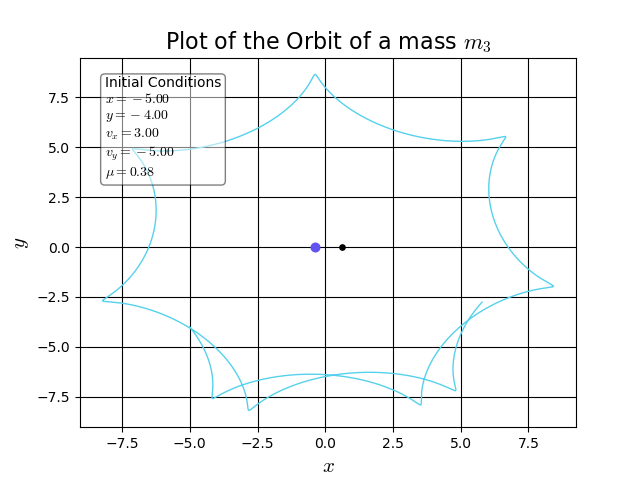 Plot of the Orbit of a mass m₃
Initial Conditions
x = −5.00
y = −4.00
vₓ = 3.00
v_y = −5.00
μ = 0.38
7.5
5.0
2.5
0.0
−2.5
−5.0
−7.5
y
−7.5 −5.0 −2.5 0.0 2.5 5.0 7.5
x